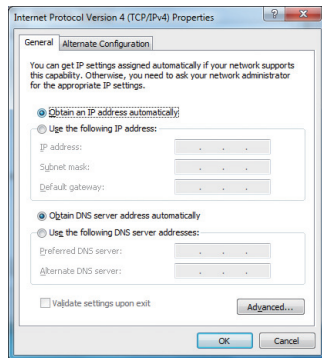 Internet Protocol Version 4 (TCP/IPv4) Properties
General
Alternate Configuration
You can get IP settings assigned automatically if your network supports
this capability. Otherwise, you need to ask your network administrator
for the appropriate IP settings.
Obtain an IP address automatically
Use the following IP address:
IP address:
Subnet mask:
Default gateway:
Obtain DNS server address automatically
Use the following DNS server addresses:
Preferred DNS server:
Alternate DNS server:
Validate settings upon exit
Advanced...
OK
Cancel